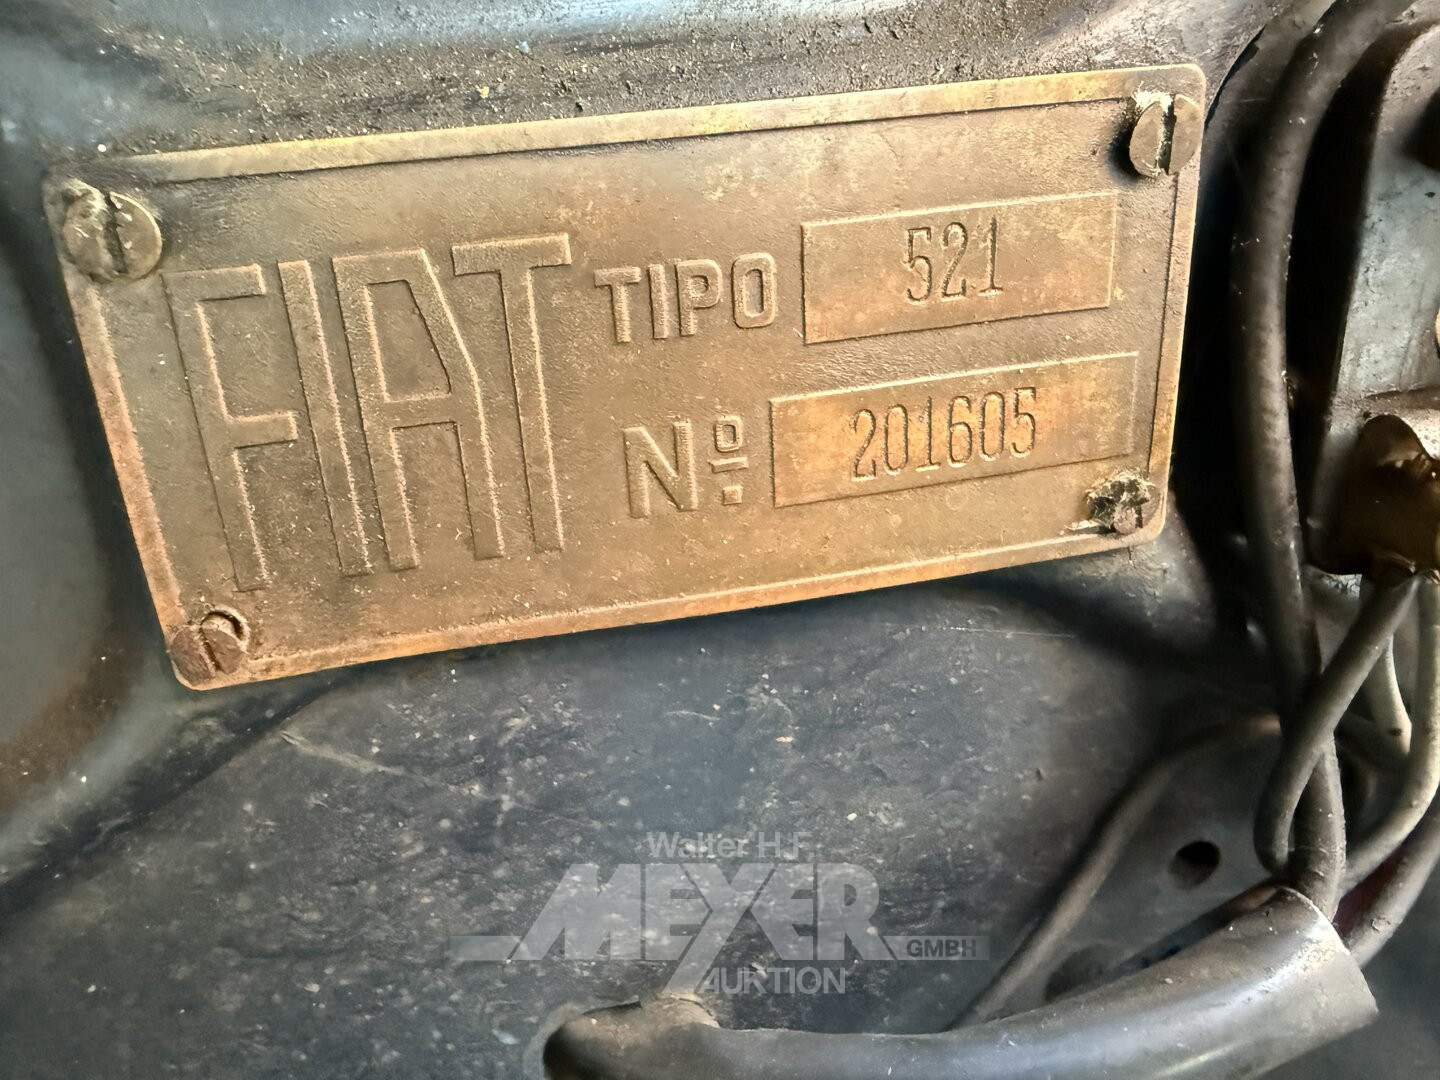 FIAT TIPO 521
Nº 201605
Walter H.F.
MEYER GMBH
AUKTION